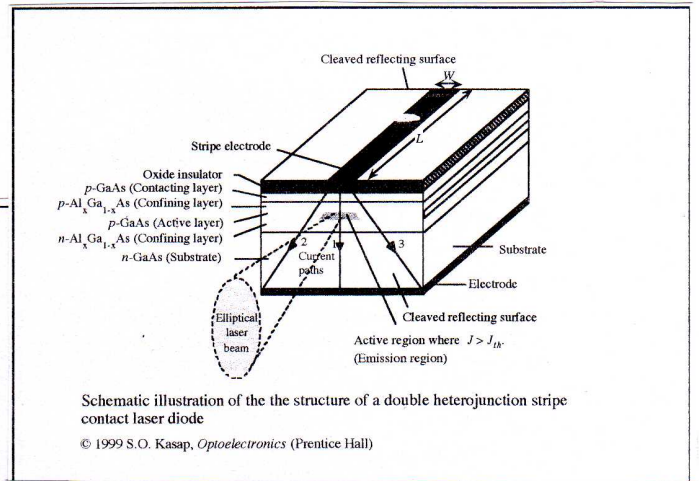 Cleaved reflecting surface
W
L
Stripe electrode
Oxide insulator
p-GaAs (Contacting layer)
p-AlxGa1-xAs (Confining layer)
p-GaAs (Active layer)
n-AlxGa1-xAs (Confining layer)
n-GaAs (Substrate)
2 1 3
Current
paths
Substrate
Electrode
Cleaved reflecting surface
Elliptical
laser
beam
Active region where J > Jth.
(Emission region)
Schematic illustration of the the structure of a double heterojunction stripe
contact laser diode
© 1999 S.O. Kasap, Optoelectronics (Prentice Hall)